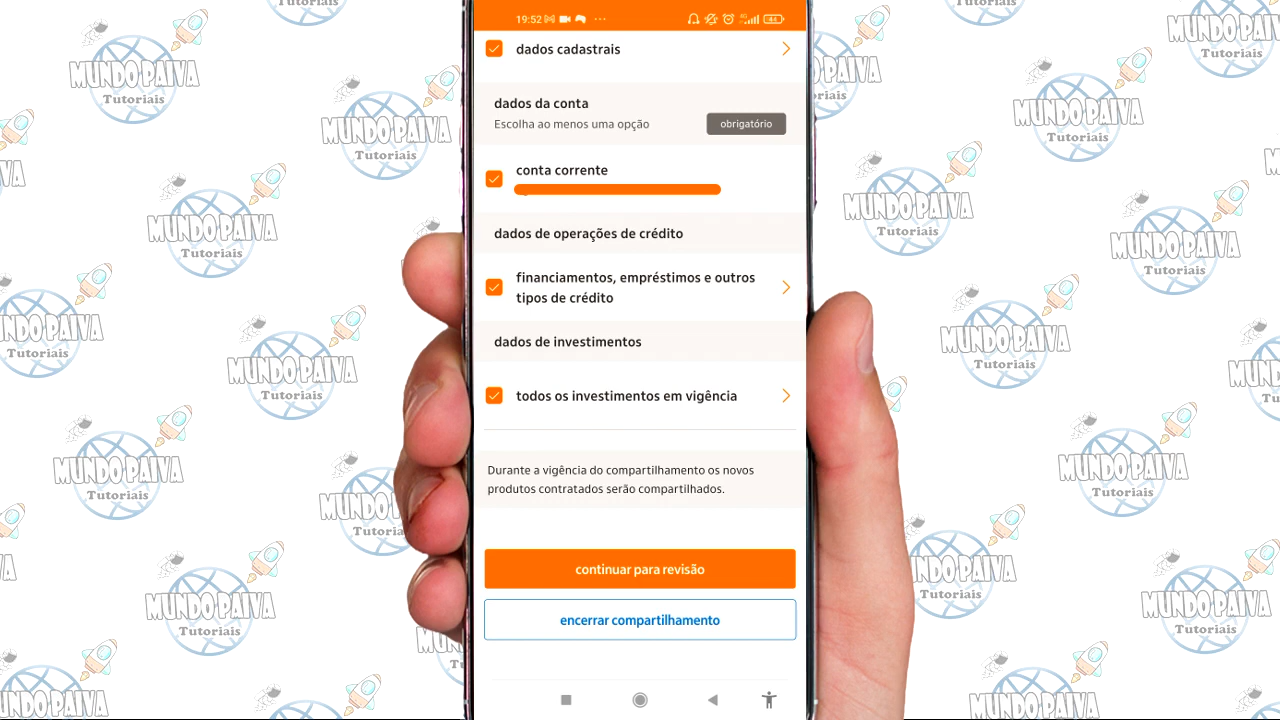 19:52
44
dados cadastrais
dados da conta
Escolha ao menos uma opção
obrigatório
conta corrente
dados de operações de crédito
financiamentos, empréstimos e outros
tipos de crédito
dados de investimentos
todos os investimentos em vigência
Durante a vigência do compartilhamento os novos
produtos contratados serão compartilhados.
continuar para revisão
encerrar compartilhamento
MUNDO PAIVA
Tutoriais